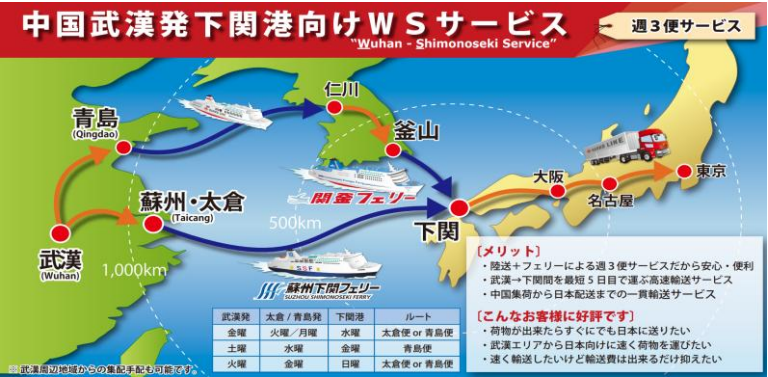 中国武漢発下関港向けWSサービス
"Wuhan - Shimonoseki Service"
週3便サービス
仁川
青島
(Qingdao)
釜山
関釜フェリー
東京
大阪
名古屋
蘇州・太倉
(Taicang)
500km
下関
武漢
(Wuhan)
1,000km
SSF
蘇州下関フェリー
SUZHOU SHIMONOSEKI FERRY
〔メリット〕
・陸送+フェリーによる週3便サービスだから安心・便利
・武漢→下関間を最短5日目で運ぶ高速輸送サービス
・中国集荷から日本配送までの一貫輸送サービス
〔こんなお客様に好評です〕
・荷物が出来たらすぐにでも日本に送りたい
・武漢エリアから日本向けに速く荷物を運びたい
・速く輸送したいけど輸送費は出来るだけ抑えたい
武漢発 太倉/青島発 下関港 ルート
金曜 火曜/月曜 水曜 太倉便 or 青島便
土曜 水曜 金曜 青島便
火曜 金曜 日曜 太倉便 or 青島便
※武漢周辺地域からの集配手配も可能です。